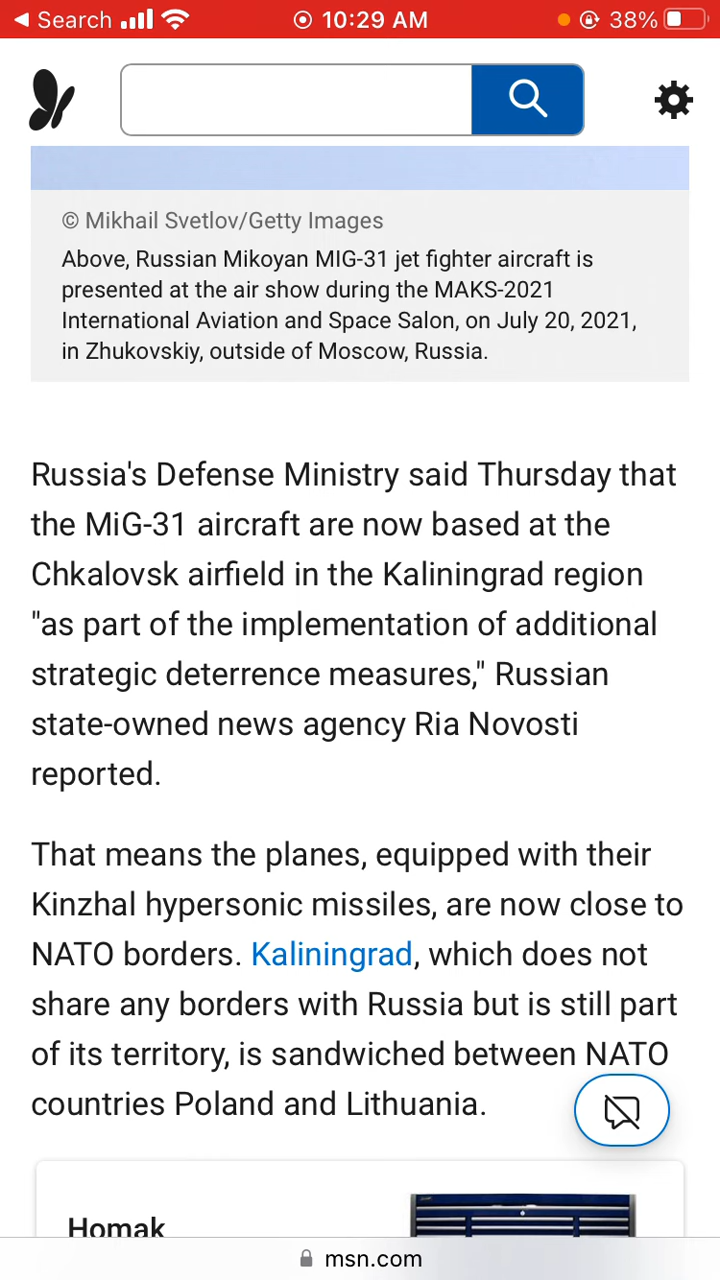 Search
10:29 AM
38%
© Mikhail Svetlov/Getty Images
Above, Russian Mikoyan MIG-31 jet fighter aircraft is
presented at the air show during the MAKS-2021
International Aviation and Space Salon, on July 20, 2021,
in Zhukovskiy, outside of Moscow, Russia.
Russia's Defense Ministry said Thursday that
the MiG-31 aircraft are now based at the
Chkalovsk airfield in the Kaliningrad region
"as part of the implementation of additional
strategic deterrence measures," Russian
state-owned news agency Ria Novosti
reported.
That means the planes, equipped with their
Kinzhal hypersonic missiles, are now close to
NATO borders. Kaliningrad, which does not
share any borders with Russia but is still part
of its territory, is sandwiched between NATO
countries Poland and Lithuania.
Homak
msn.com